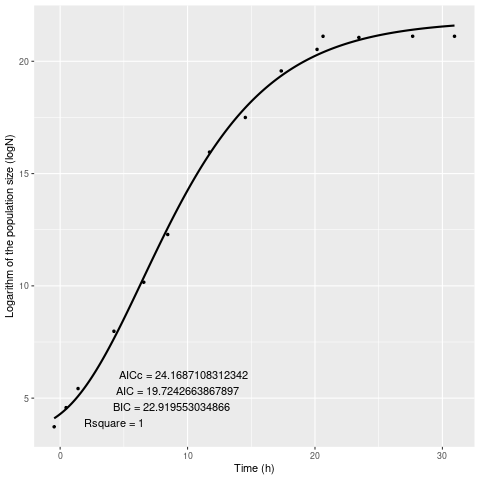 Logarithm of the population size (logN)
20
15
10
5
AICc = 24.1687108312342
AIC = 19.7242663867897
BIC = 22.919553034866
Rsquare = 1
0 10 20 30
Time (h)